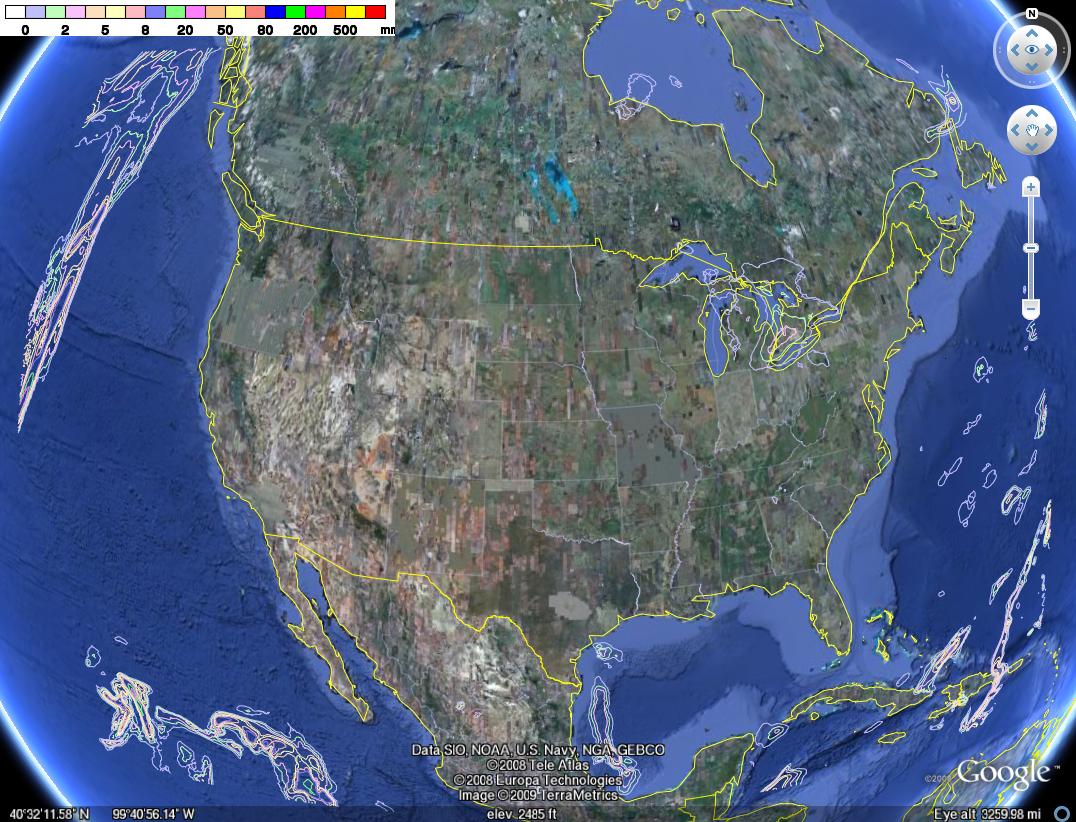 0 2 5 8 20 50 80 200 500 mm
N
Data SIO, NOAA, U.S. Navy, NGA, GEBCO
©2008 Tele Atlas
©2008 Europa Technologies
Image ©2009 TerraMetrics
Google™
40°32'11.58" N 99°40'56.14" W elev 2485 ft Eye alt 3259.98 mi